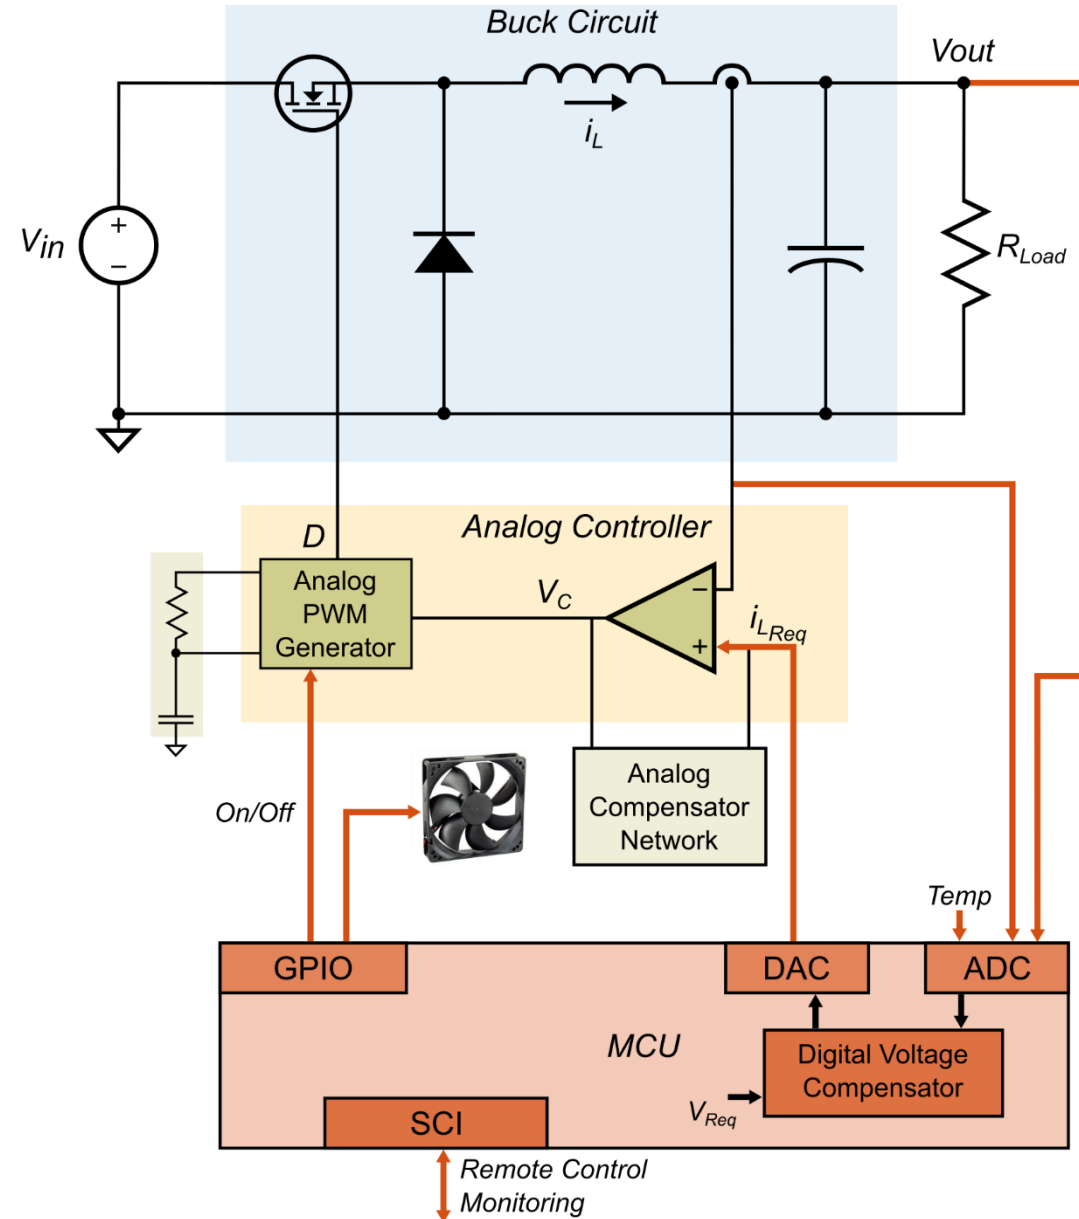 Buck Circuit
Vout
iL
Vin
+
−
RLoad
Analog Controller
D
Analog
PWM
Generator
VC
−
+
iLReq
Analog
Compensator
Network
On/Off
Temp
GPIO
DAC
ADC
MCU
Digital Voltage
Compensator
VReq
SCI
Remote Control
Monitoring